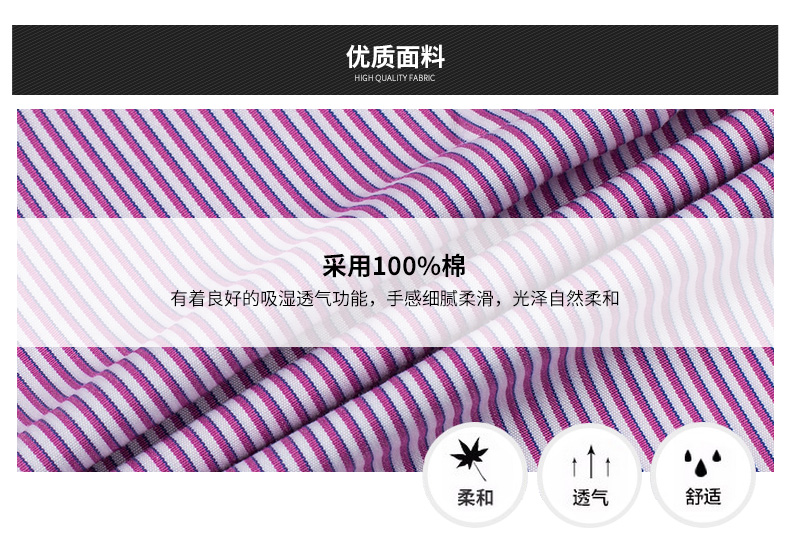 优质面料
HIGH QUALITY FABRIC
采用100%棉
有着良好的吸湿透气功能，手感细腻柔滑，光泽自然柔和
柔和
透气
舒适